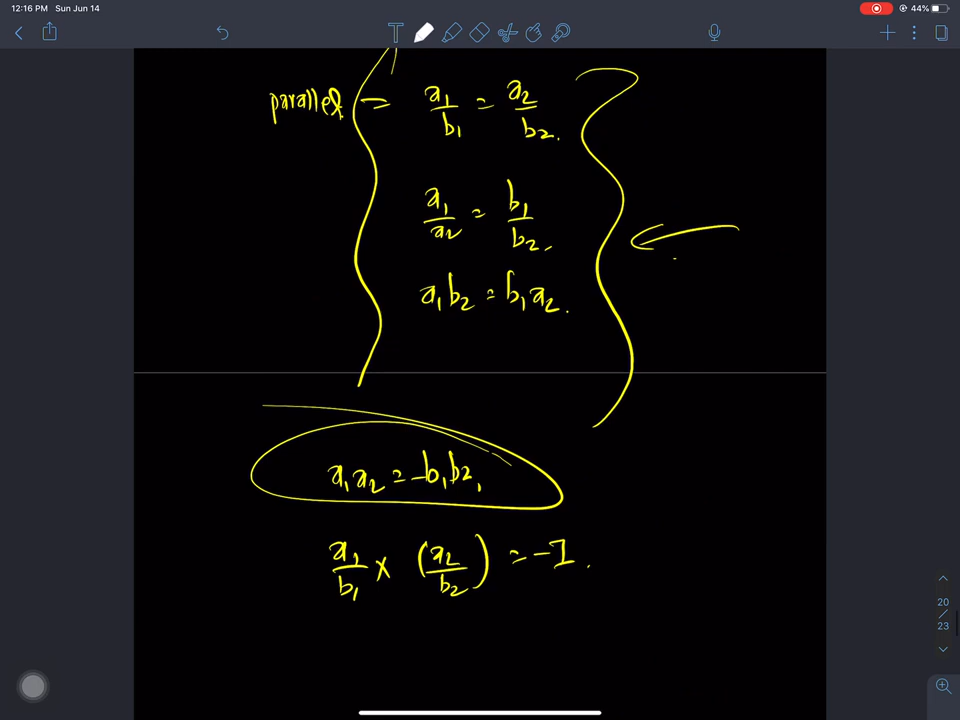 12:16 PM Sun Jun 14 44%
T
parallel = a1/b1 = a2/b2.
a1/a2 = b1/b2.
a1b2 = b1a2.
a1a2 = -b1b2,
a1/b1 × (a2/b2) = -1.
20
/
23